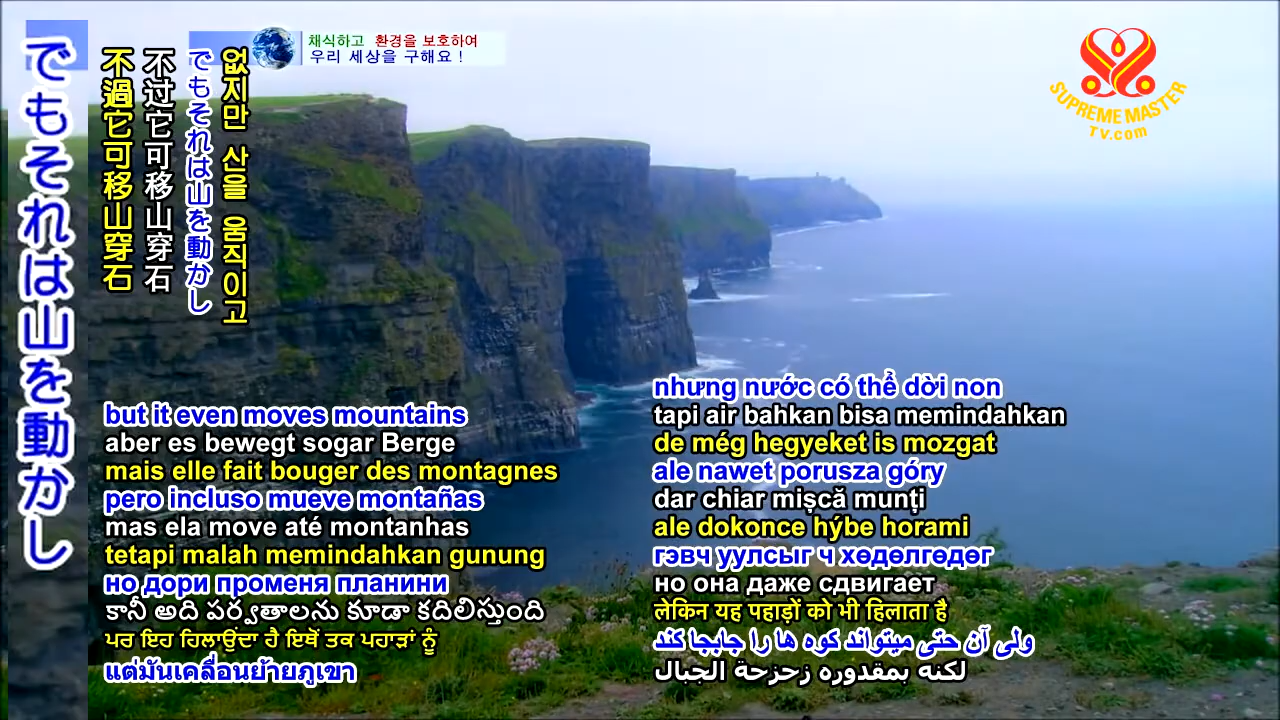 채식하고 환경을 보호하여
우리 세상을 구해요 !
SUPREME MASTER
TV.com
でもそれは山を動かし
不過它可移山穿石
不过它可移山穿石
でもそれは山を動かし
없지만 산을 움직이고
but it even moves mountains
aber es bewegt sogar Berge
mais elle fait bouger des montagnes
pero incluso mueve montañas
mas ela move até montanhas
tetapi malah memindahkan gunung
но дори променя планини
కానీ అది పర్వతాలను కూడా కదిలిస్తుంది
ਪਰ ਇਹ ਹਿਲਾਉਂਦਾ ਹੈ ਇਥੋਂ ਤਕ ਪਹਾੜਾਂ ਨੂੰ
แต่มันเคลื่อนย้ายภูเขา
nhưng nước có thể dời non
tapi air bahkan bisa memindahkan
de még hegyeket is mozgat
ale nawet porusza góry
dar chiar mișcă munți
ale dokonce hýbe horami
гэвч уулсыг ч хөдөлгөдөг
но она даже сдвигает
लेकिन यह पहाड़ों को भी हिलाता है
ولی آن حتی میتواند کوه ها را جابجا کند
لكنه بمقدوره زحزحة الجبال